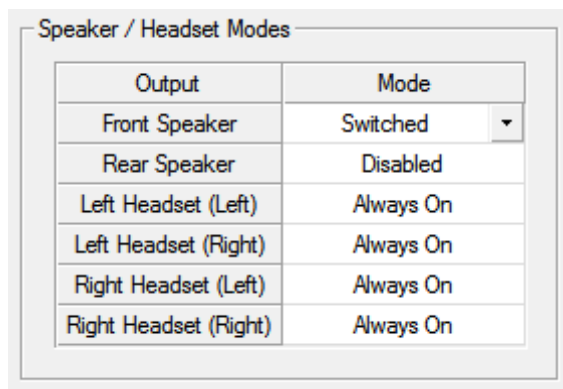 Speaker / Headset Modes
Output Mode
Front Speaker Switched
Rear Speaker Disabled
Left Headset (Left) Always On
Left Headset (Right) Always On
Right Headset (Left) Always On
Right Headset (Right) Always On